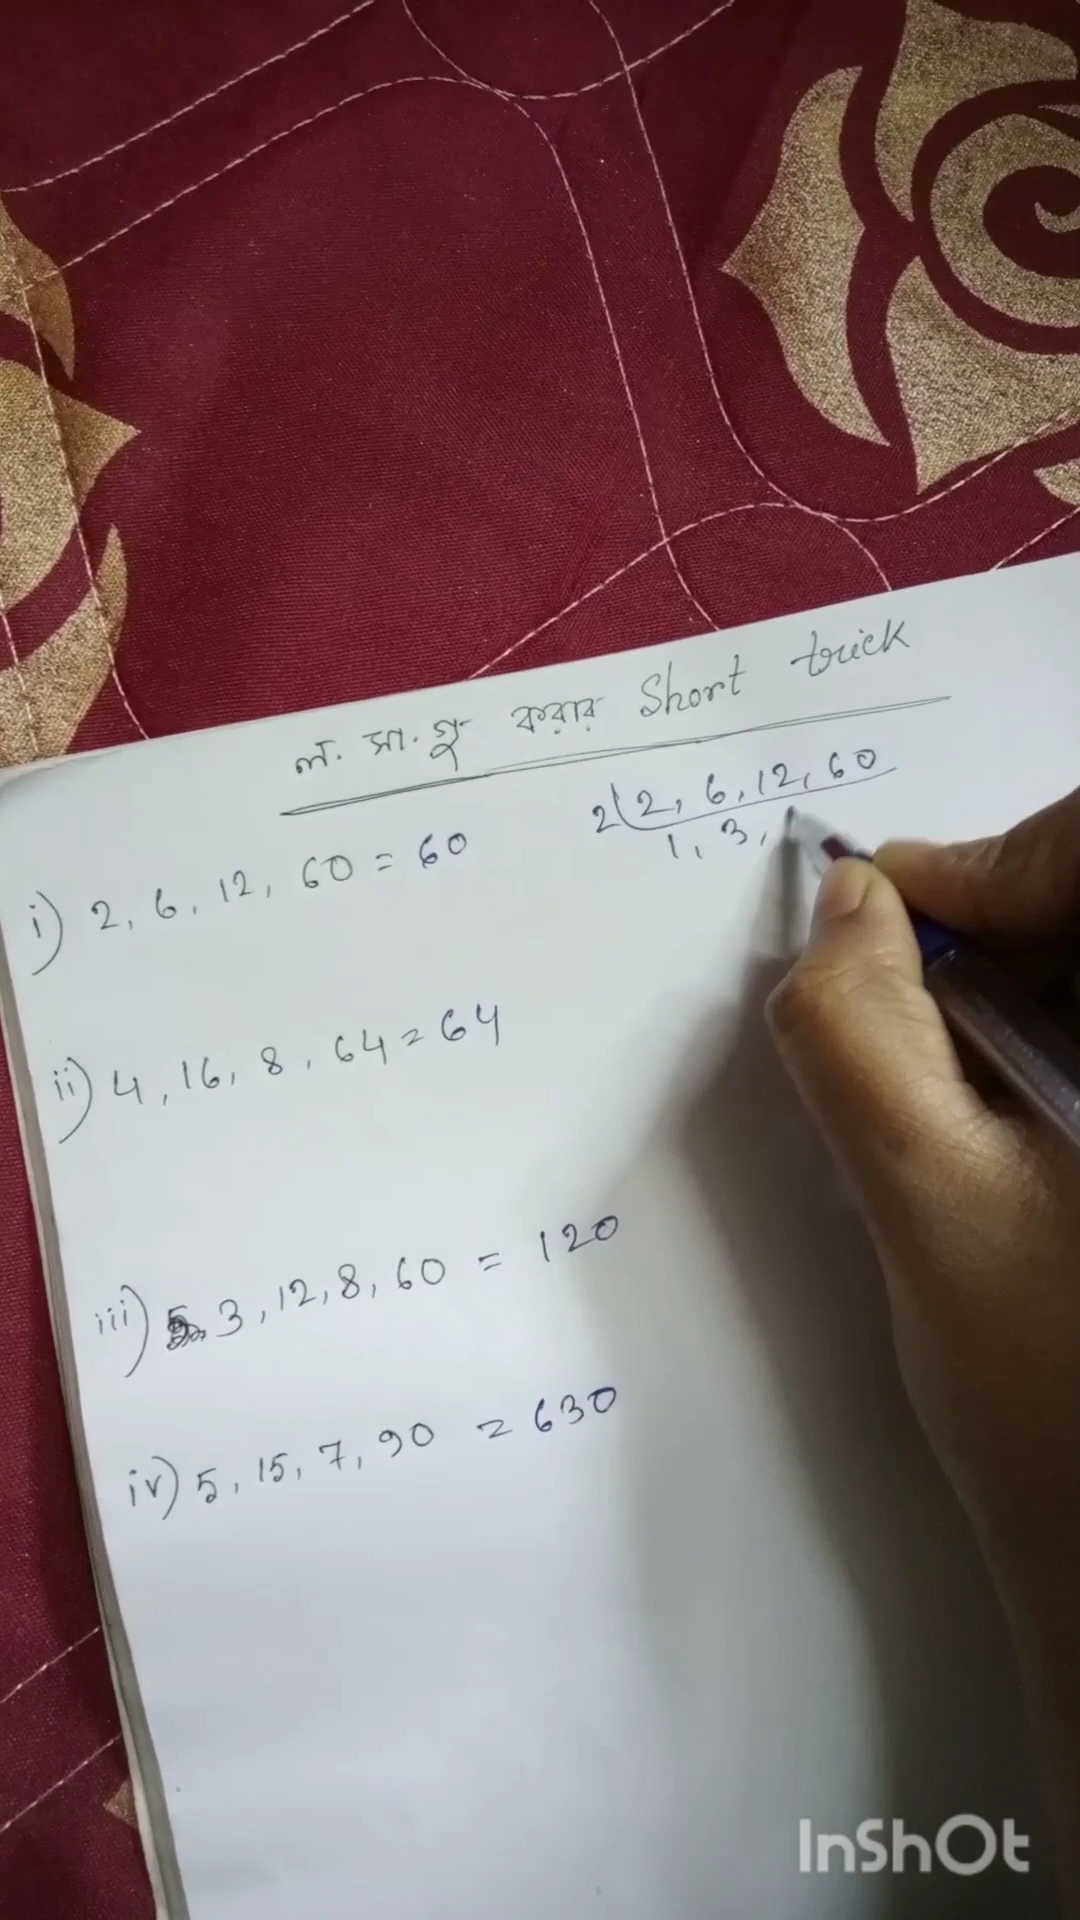 ল. সা. গু করার Short trick
i) 2, 6, 12, 60 = 60
2 2, 6, 12, 60
1, 3,
ii) 4, 16, 8, 64 = 64
iii) 3, 12, 8, 60 = 120
iv) 5, 15, 7, 90 = 630
InShOt